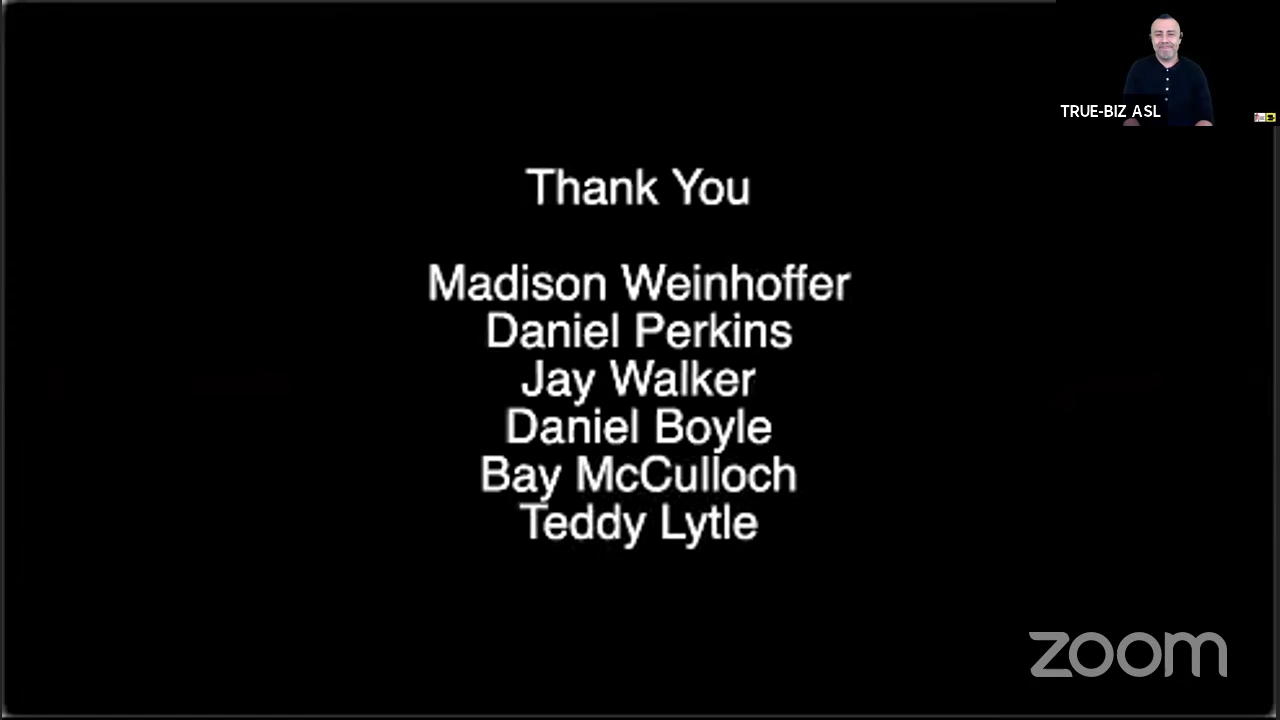 TRUE-BIZ ASL
Thank You
Madison Weinhoffer
Daniel Perkins
Jay Walker
Daniel Boyle
Bay McCulloch
Teddy Lytle
zoom